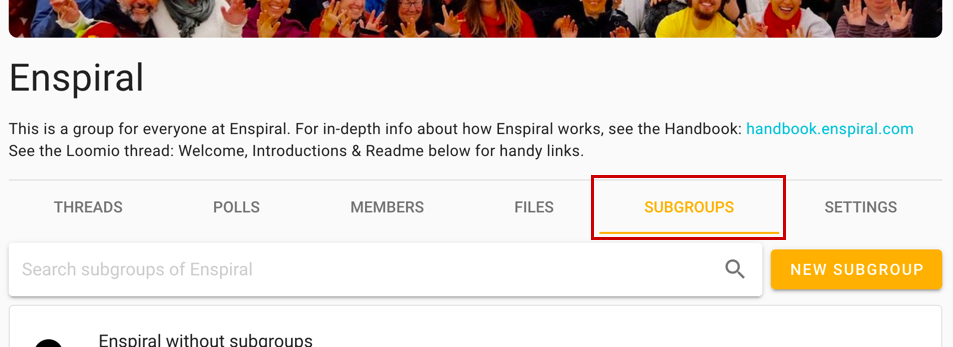 Enspiral
This is a group for everyone at Enspiral. For in-depth info about how Enspiral works, see the Handbook: handbook.enspiral.com
See the Loomio thread: Welcome, Introductions & Readme below for handy links.
THREADS POLLS MEMBERS FILES SUBGROUPS SETTINGS
Search subgroups of Enspiral NEW SUBGROUP
Enspiral without subgroups